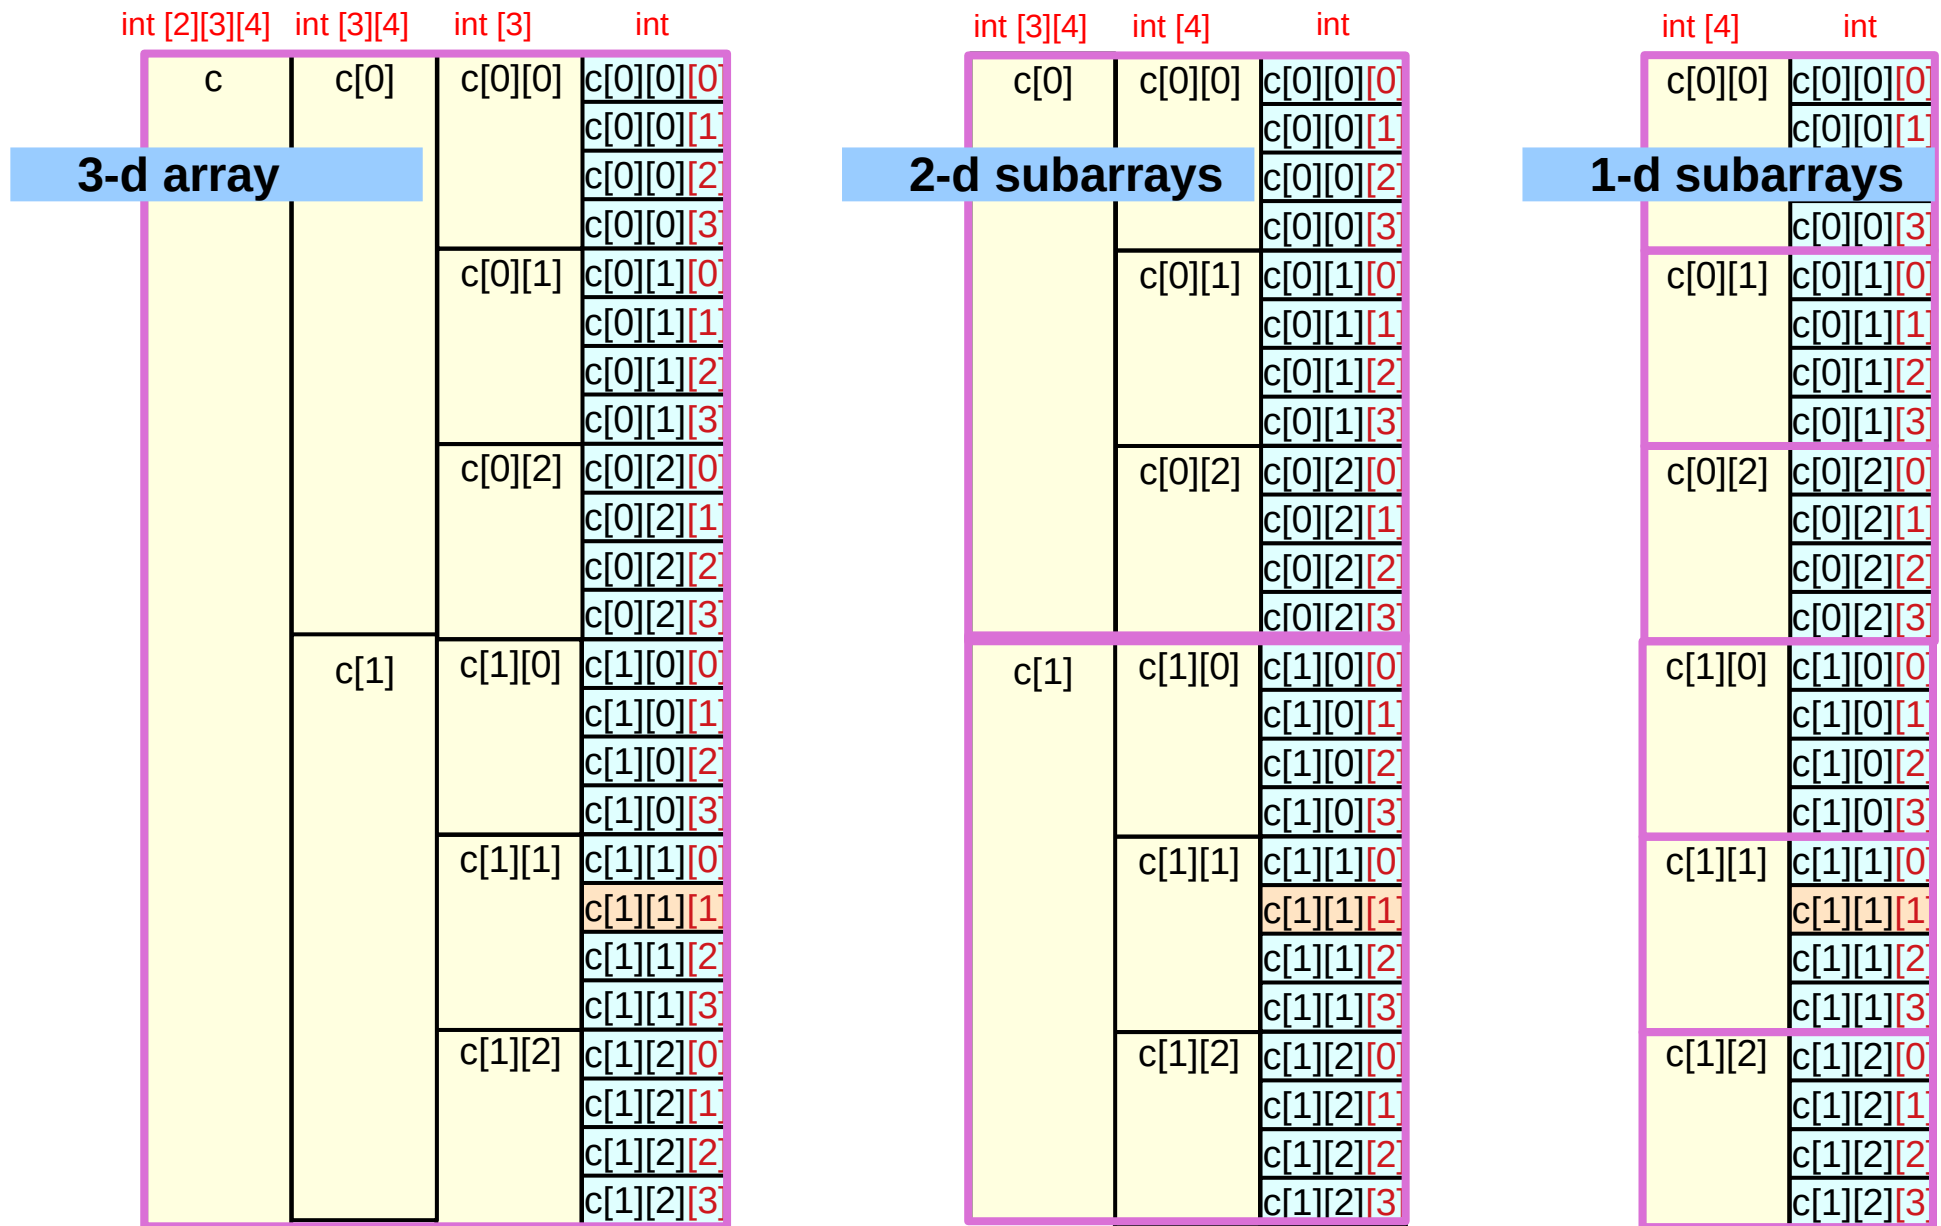 int [2][3][4] int [3][4] int [3] int int [3][4] int [4] int int [4] int
c c[0] c[0][0] c[0][0][0] c[0] c[0][0] c[0][0][0] c[0][0] c[0][0][0]
c[0][0][1] c[0][0][1] c[0][0][1]
3-d array c[0][0][2] 2-d subarrays c[0][0][2] 1-d subarrays
c[0][0][3] c[0][0][3] c[0][0][3]
c[0][1] c[0][1][0] c[0][1] c[0][1][0] c[0][1] c[0][1][0]
c[0][1][1] c[0][1][1] c[0][1][1]
c[0][1][2] c[0][1][2] c[0][1][2]
c[0][1][3] c[0][1][3] c[0][1][3]
c[0][2] c[0][2][0] c[0][2] c[0][2][0] c[0][2] c[0][2][0]
c[0][2][1] c[0][2][1] c[0][2][1]
c[0][2][2] c[0][2][2] c[0][2][2]
c[0][2][3] c[0][2][3] c[0][2][3]
c[1] c[1][0] c[1][0][0] c[1] c[1][0] c[1][0][0] c[1][0] c[1][0][0]
c[1][0][1] c[1][0][1] c[1][0][1]
c[1][0][2] c[1][0][2] c[1][0][2]
c[1][0][3] c[1][0][3] c[1][0][3]
c[1][1] c[1][1][0] c[1][1] c[1][1][0] c[1][1] c[1][1][0]
c[1][1][1] c[1][1][1] c[1][1][1]
c[1][1][2] c[1][1][2] c[1][1][2]
c[1][1][3] c[1][1][3] c[1][1][3]
c[1][2] c[1][2][0] c[1][2] c[1][2][0] c[1][2] c[1][2][0]
c[1][2][1] c[1][2][1] c[1][2][1]
c[1][2][2] c[1][2][2] c[1][2][2]
c[1][2][3] c[1][2][3] c[1][2][3]